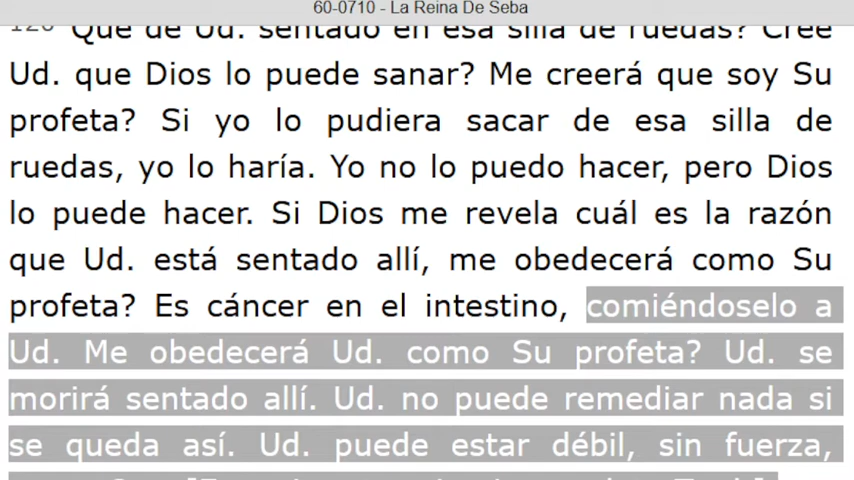 60-0710 - La Reina De Seba
120 Qué de Ud. sentado en esa silla de ruedas? Cree
Ud. que Dios lo puede sanar? Me creerá que soy Su
profeta? Si yo lo pudiera sacar de esa silla de
ruedas, yo lo haría. Yo no lo puedo hacer, pero Dios
lo puede hacer. Si Dios me revela cuál es la razón
que Ud. está sentado allí, me obedecerá como Su
profeta? Es cáncer en el intestino, comiéndoselo a
Ud. Me obedecerá Ud. como Su profeta? Ud. se
morirá sentado allí. Ud. no puede remediar nada si
se queda así. Ud. puede estar débil, sin fuerza,